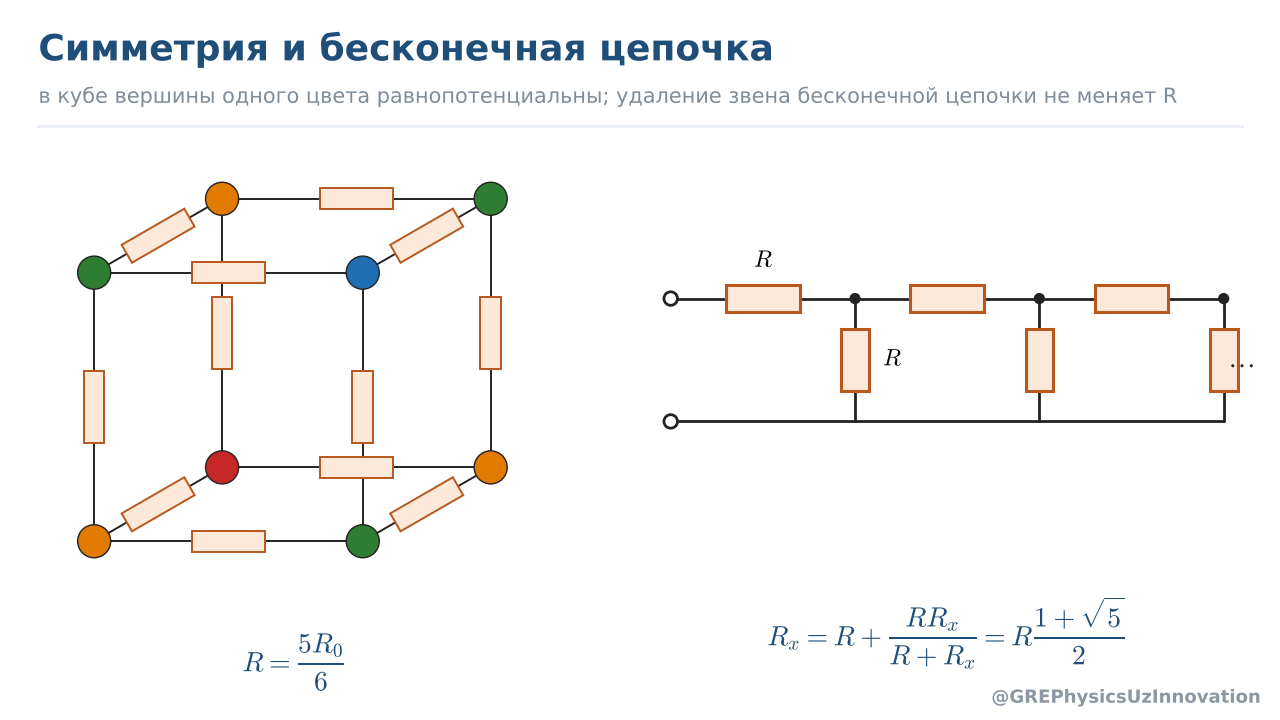 Симметрия и бесконечная цепочка
в кубе вершины одного цвета равнопотенциальны; удаление звена бесконечной цепочки не меняет R
R
R
...
R = 5R₀/6
Rₓ = R + RRₓ/(R + Rₓ) = R (1 + √5)/2
@GREPhysicsUzInnovation